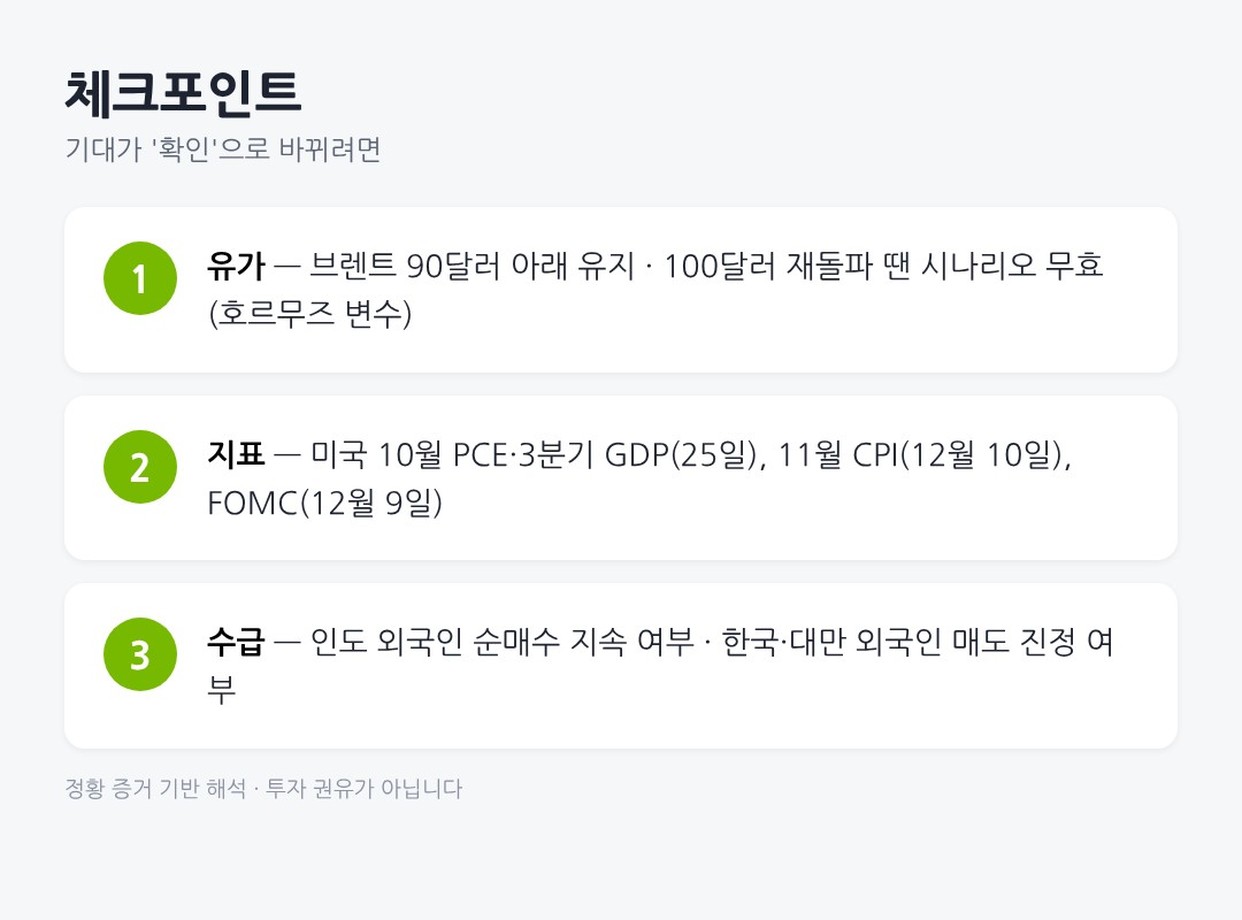 체크포인트
기대가 '확인'으로 바뀌려면
1
유가 — 브렌트 90달러 아래 유지 · 100달러 재돌파 땐 시나리오 무효
(호르무즈 변수)
2
지표 — 미국 10월 PCE·3분기 GDP(25일), 11월 CPI(12월 10일),
FOMC(12월 9일)
3
수급 — 인도 외국인 순매수 지속 여부 · 한국·대만 외국인 매도 진정 여
부
정황 증거 기반 해석 · 투자 권유가 아닙니다